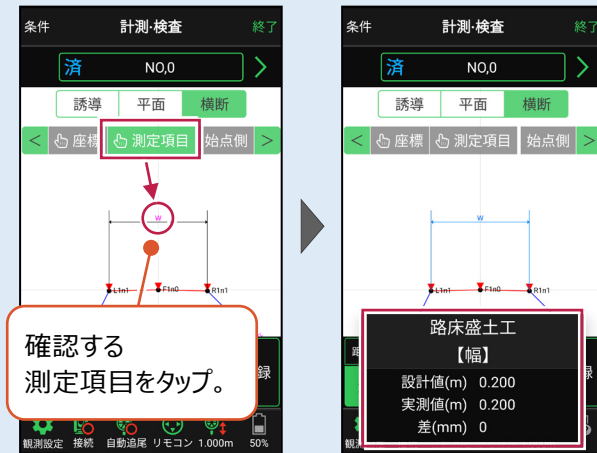 条件 計測・検査 終了
済 NO,0 >
誘導 平面 横断
< 座標 測定項目 始点側 >
w
L1n1 F1n0 R1n1
確認する
測定項目をタップ。
録
観測設定 接続 自動追尾 リモコン 1.000m 50%
条件 計測・検査 終了
済 NO,0 >
誘導 平面 横断
< 座標 測定項目 始点側 >
w
L1n1 F1n0 R1n1
路床盛土工
【幅】
設計値(m) 0.200
実測値(m) 0.200
差(mm) 0